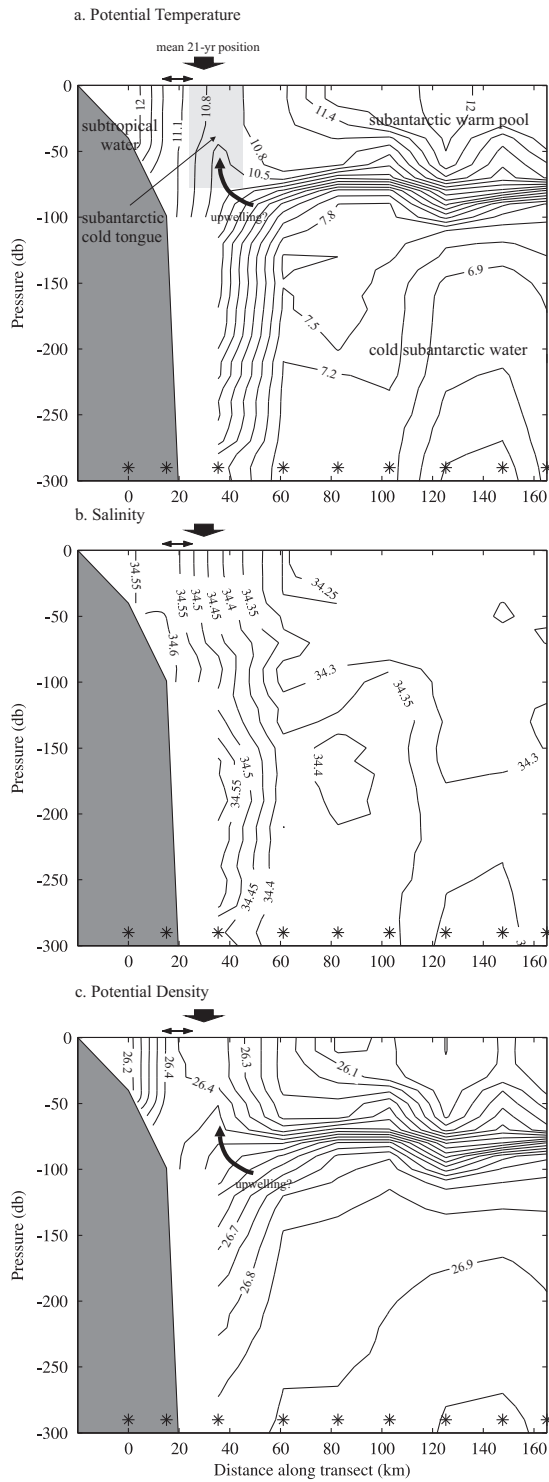 a. Potential Temperature
mean 21-yr position
0
-50
-100
-150
-200
-250
-300
Pressure (db)
12
11.1
10.8
11.4
12
10.8
10.5
7.8
7.5
7.2
6.9
subtropical
water
subantarctic warm pool
subantarctic
cold tongue
upwelling?
cold subantarctic water
0 20 40 60 80 100 120 140 160
b. Salinity
0
-50
-100
-150
-200
-250
-300
Pressure (db)
34.55
34.55
34.5
34.45
34.4
34.35
34.25
34.6
34.3
34.35
34.5
34.4
34.55
34.3
34.45
34.4
0 20 40 60 80 100 120 140 160
c. Potential Density
0
-50
-100
-150
-200
-250
-300
Pressure (db)
26.2
26.4
26.4
26.3
26.1
upwelling?
26.7
26.8
26.9
0 20 40 60 80 100 120 140 160
Distance along transect (km)